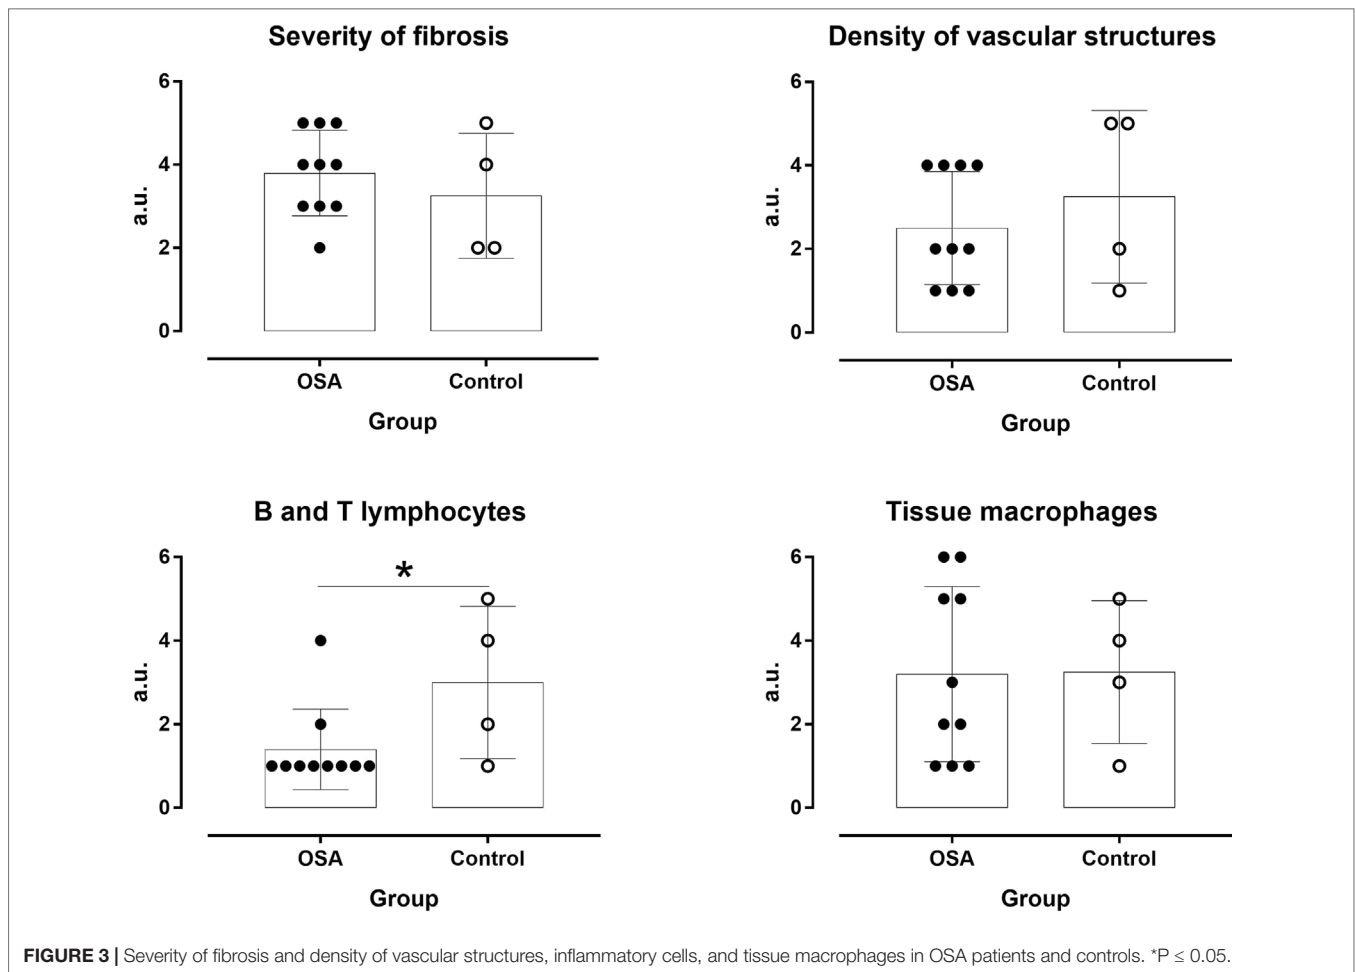 Severity of fibrosis
6
4
2
0
a.u.
OSA Control
Group
Density of vascular structures
6
4
2
0
a.u.
OSA Control
Group
B and T lymphocytes
*
6
4
2
0
a.u.
OSA Control
Group
Tissue macrophages
6
4
2
0
a.u.
OSA Control
Group
FIGURE 3 | Severity of fibrosis and density of vascular structures, inflammatory cells, and tissue macrophages in OSA patients and controls. *P ≤ 0.05.